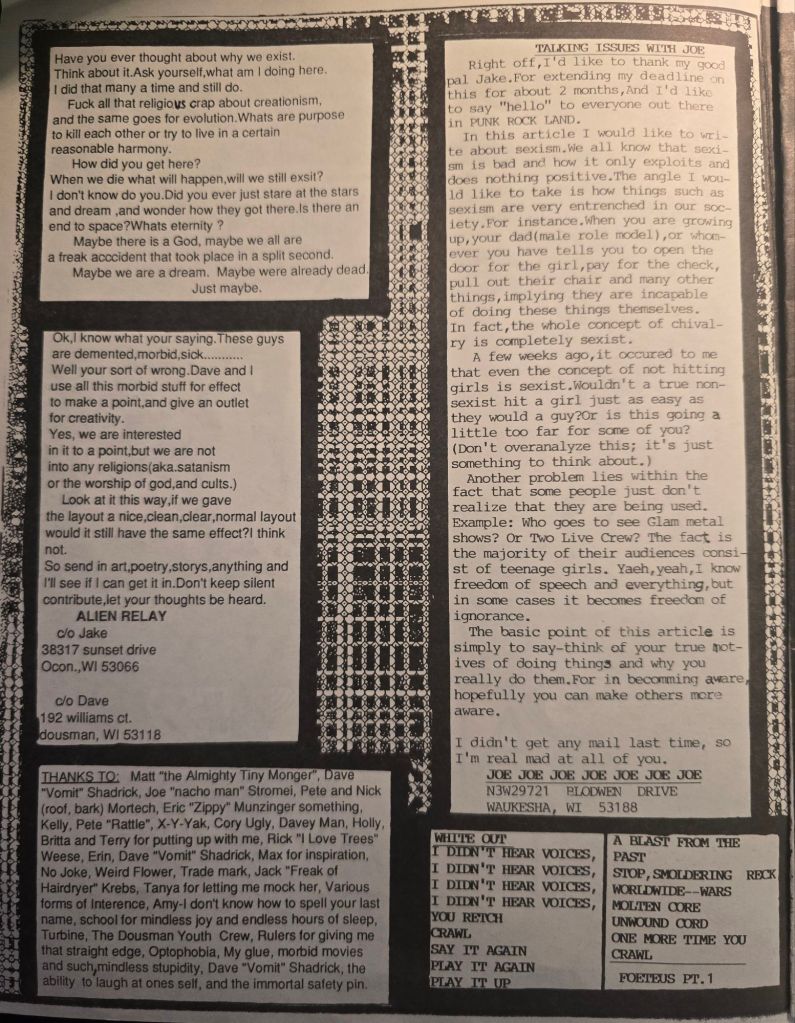 Have you ever thought about why we exist.
Think about it.Ask yourself,what am I doing here.
I did that many a time and still do.
Fuck all that religious crap about creationism,
and the same goes for evolution.Whats are purpose
to kill each other or try to live in a certain
reasonable harmony.
How did you get here?
When we die what will happen,will we still exsit?
I don't know do you.Did you ever just stare at the stars
and dream ,and wonder how they got there.Is there an
end to space?Whats eternity ?
Maybe there is a God, maybe we all are
a freak acccident that took place in a split second.
Maybe we are a dream. Maybe were already dead.
Just maybe.
Ok,I know what your saying.These guys
are demented,morbid,sick...........
Well your sort of wrong.Dave and I
use all this morbid stuff for effect
to make a point,and give an outlet
for creativity.
Yes, we are interested
in it to a point,but we are not
into any religions(aka.satanism
or the worship of god,and cults.)
Look at it this way,if we gave
the layout a nice,clean,clear,normal layout
would it still have the same effect?I think
not.
So send in art,poetry,storys,anything and
I'll see if I can get it in.Don't keep silent
contribute,let your thoughts be heard.
ALIEN RELAY
c/o Jake
38317 sunset drive
Ocon.,WI 53066
c/o Dave
192 williams ct.
dousman, WI 53118
THANKS TO: Matt "the Almighty Tiny Monger", Dave
"Vomit" Shadrick, Joe "nacho man" Stromei, Pete and Nick
(roof, bark) Mortech, Eric "Zippy" Munzinger something,
Kelly, Pete "Rattle", X-Y-Yak, Cory Ugly, Davey Man, Holly,
Britta and Terry for putting up with me, Rick "I Love Trees"
Weese, Erin, Dave "Vomit" Shadrick, Max for inspiration,
No Joke, Weird Flower, Trade mark, Jack "Freak of
Hairdryer" Krebs, Tanya for letting me mock her, Various
forms of Interence, Amy-I don't know how to spell your last
name, school for mindless joy and endless hours of sleep,
Turbine, The Dousman Youth Crew, Rulers for giving me
that straight edge, Optophobia, My glue, morbid movies
and such,mindless stupidity, Dave "Vomit" Shadrick, the
ability to laugh at ones self, and the immortal safety pin.
TALKING ISSUES WITH JOE
Right off,I'd like to thank my good
pal Jake.For extending my deadline on
this for about 2 months,And I'd like
to say "hello" to everyone out there
in PUNK ROCK LAND.
In this article I would like to wri-
te about sexism.We all know that sexi-
sm is bad and how it only exploits and
does nothing positive.The angle I wou-
ld like to take is how things such as
sexism are very entrenched in our soc-
iety.For instance.When you are growing
up,your dad(male role model),or whom-
ever you have tells you to open the
door for the girl,pay for the check,
pull out their chair and many other
things,implying they are incapable
of doing these things themselves.
In fact,the whole concept of chival-
ry is completely sexist.
A few weeks ago,it occured to me
that even the concept of not hitting
girls is sexist.Wouldn't a true non-
sexist hit a girl just as easy as
they would a guy?Or is this going a
little too far for some of you?
(Don't overanalyze this; it's just
something to think about.)
Another problem lies within the
fact that some people just don't
realize that they are being used.
Example: Who goes to see Glam metal
shows? Or Two Live Crew? The fact is
the majority of their audiences consi-
st of teenage girls. Yaeh,yeah,I know
freedom of speech and everything,but
in some cases it becomes freedom of
ignorance.
The basic point of this article is
simply to say-think of your true mot-
ives of doing things and why you
really do them.For in becomming aware,
hopefully you can make others more
aware.
I didn't get any mail last time, so
I'm real mad at all of you.
JOE JOE JOE JOE JOE JOE JOE
N3W29721 BLODWEN DRIVE
WAUKESHA, WI 53188
WHITE OUT
I DIDN'T HEAR VOICES,
I DIDN'T HEAR VOICES,
I DIDN'T HEAR VOICES,
I DIDN'T HEAR VOICES,
YOU RETCH
CRAWL
SAY IT AGAIN
PLAY IT AGAIN
PLAY IT UP
A BLAST FROM THE
PAST
STOP,SMOLDERING RECK
WORLDWIDE--WARS
MOLTEN CORE
UNWOUND CORD
ONE MORE TIME YOU
CRAWL
FOETEUS PT.1